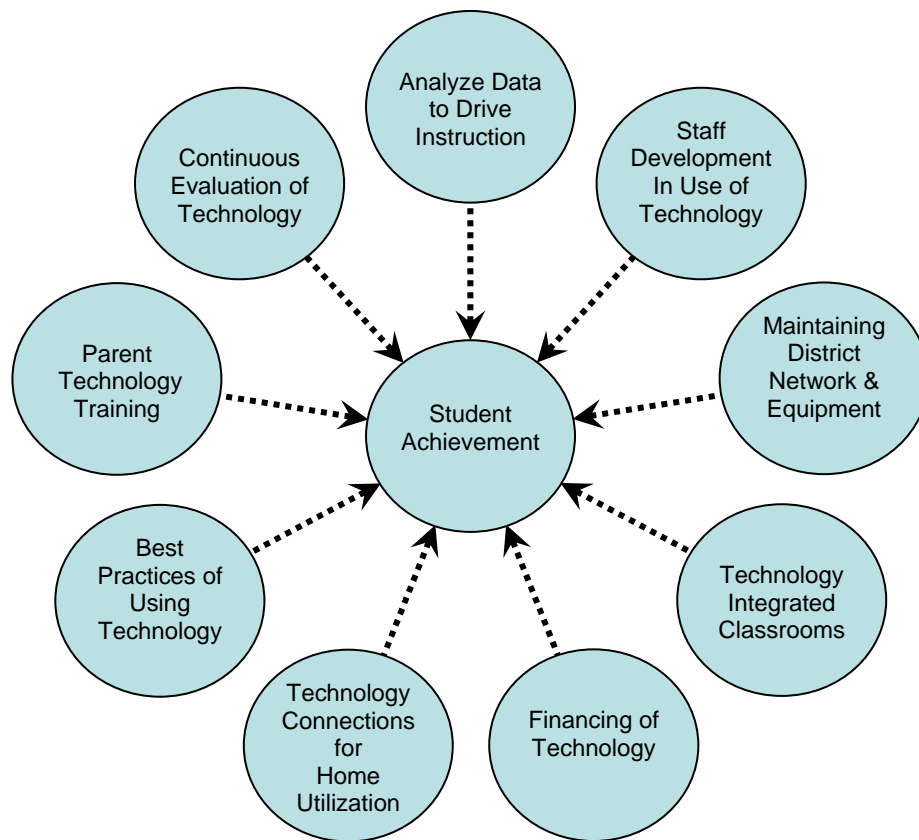 Analyze Data
to Drive
Instruction
Staff
Development
In Use of
Technology
Maintaining
District
Network &
Equipment
Technology
Integrated
Classrooms
Financing of
Technology
Technology
Connections
for
Home
Utilization
Best
Practices of
Using
Technology
Parent
Technology
Training
Continuous
Evaluation of
Technology
Student
Achievement